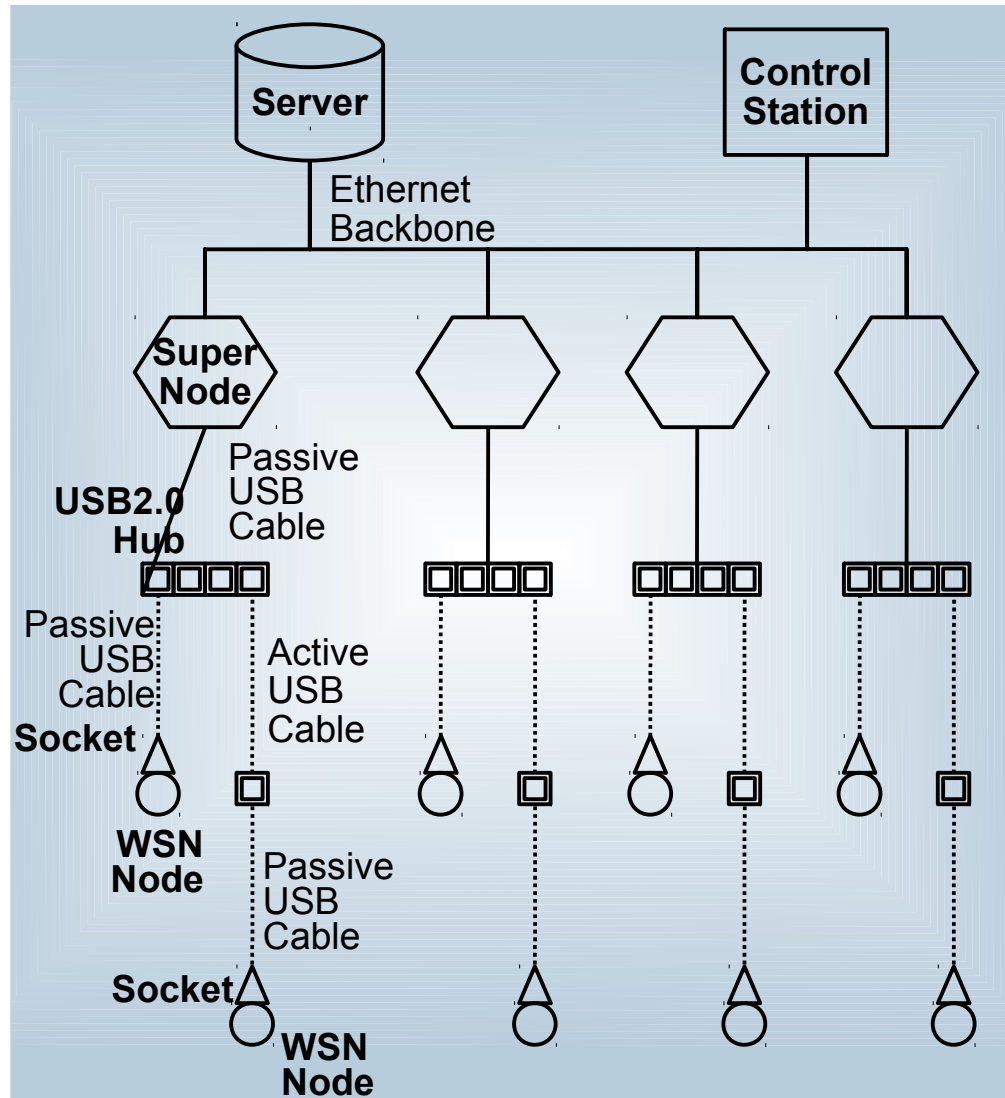 Server
Control
Station
Ethernet
Backbone
Super
Node
Passive
USB
Cable
USB2.0
Hub
Passive
USB
Cable
Active
USB
Cable
Socket
WSN
Node
Passive
USB
Cable
Socket
WSN
Node